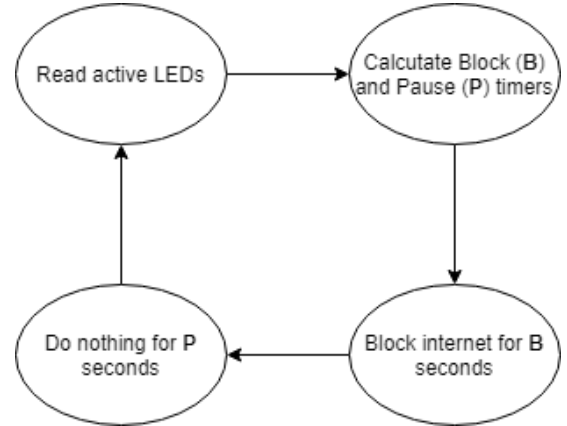 Read active LEDs
Calcutate Block (B)
and Pause (P) timers
Do nothing for P
seconds
Block internet for B
seconds